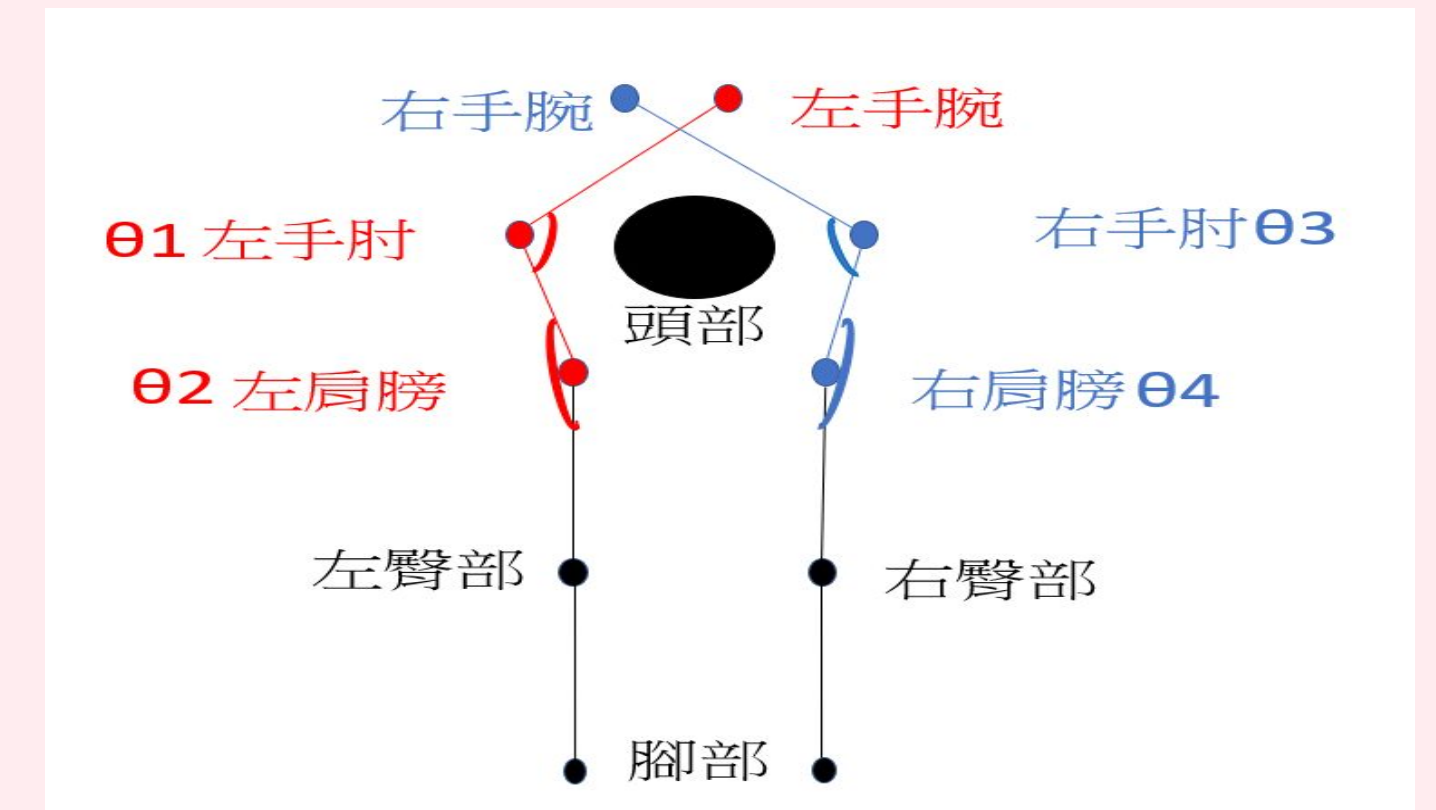 右手腕 左手腕
θ1 左手肘 右手肘θ3
頭部
θ2 左肩膀 右肩膀θ4
左臀部 右臀部
腳部